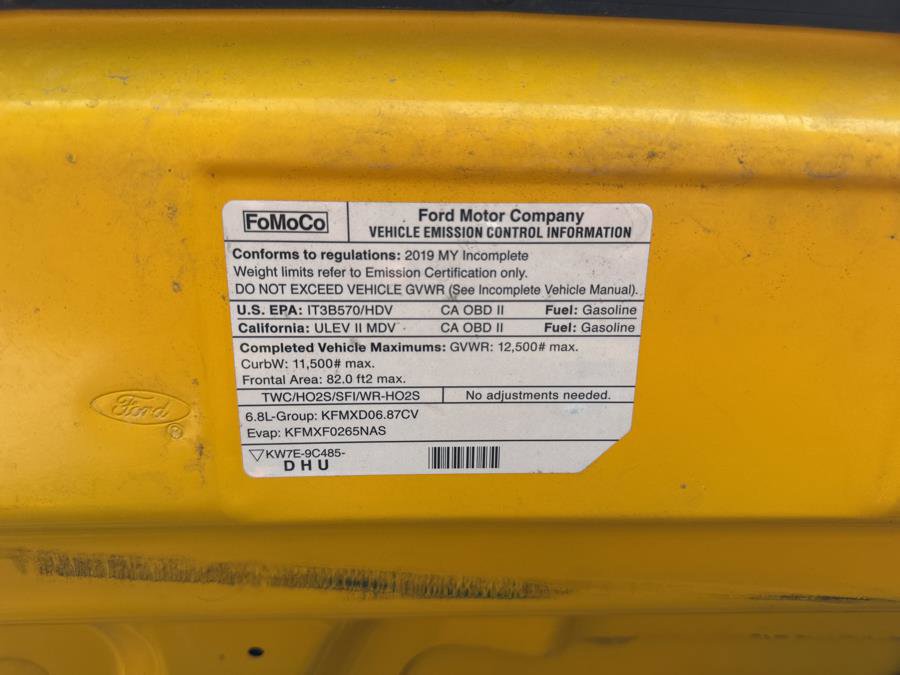 FoMoCo
Ford Motor Company
VEHICLE EMISSION CONTROL INFORMATION
Conforms to regulations: 2019 MY Incomplete
Weight limits refer to Emission Certification only.
DO NOT EXCEED VEHICLE GVWR (See Incomplete Vehicle Manual).
U.S. EPA: IT3B570/HDV CA OBD II Fuel: Gasoline
California: ULEV II MDV CA OBD II Fuel: Gasoline
Completed Vehicle Maximums: GVWR: 12,500# max.
CurbW: 11,500# max.
Frontal Area: 82.0 ft2 max.
TWC/HO2S/SFI/WR-HO2S No adjustments needed.
6.8L-Group: KFMXD06.87CV
Evap: KFMXF0265NAS
KW7E-9C485-
DHU
Ford
®